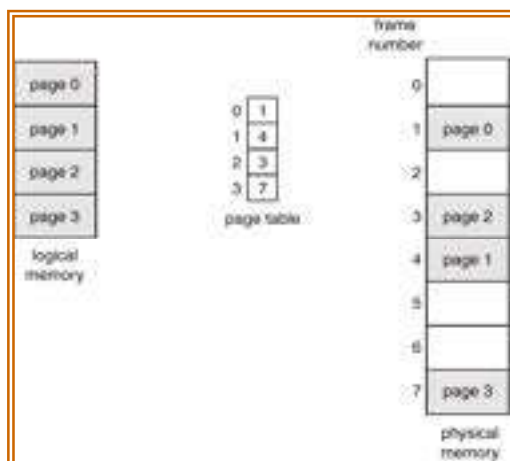 page 0
page 1
page 2
page 3
logical
memory
0 1
1 4
2 3
3 7
page table
frame
number
0
1 page 0
2
3 page 2
4 page 1
5
6
7 page 3
physical
memory